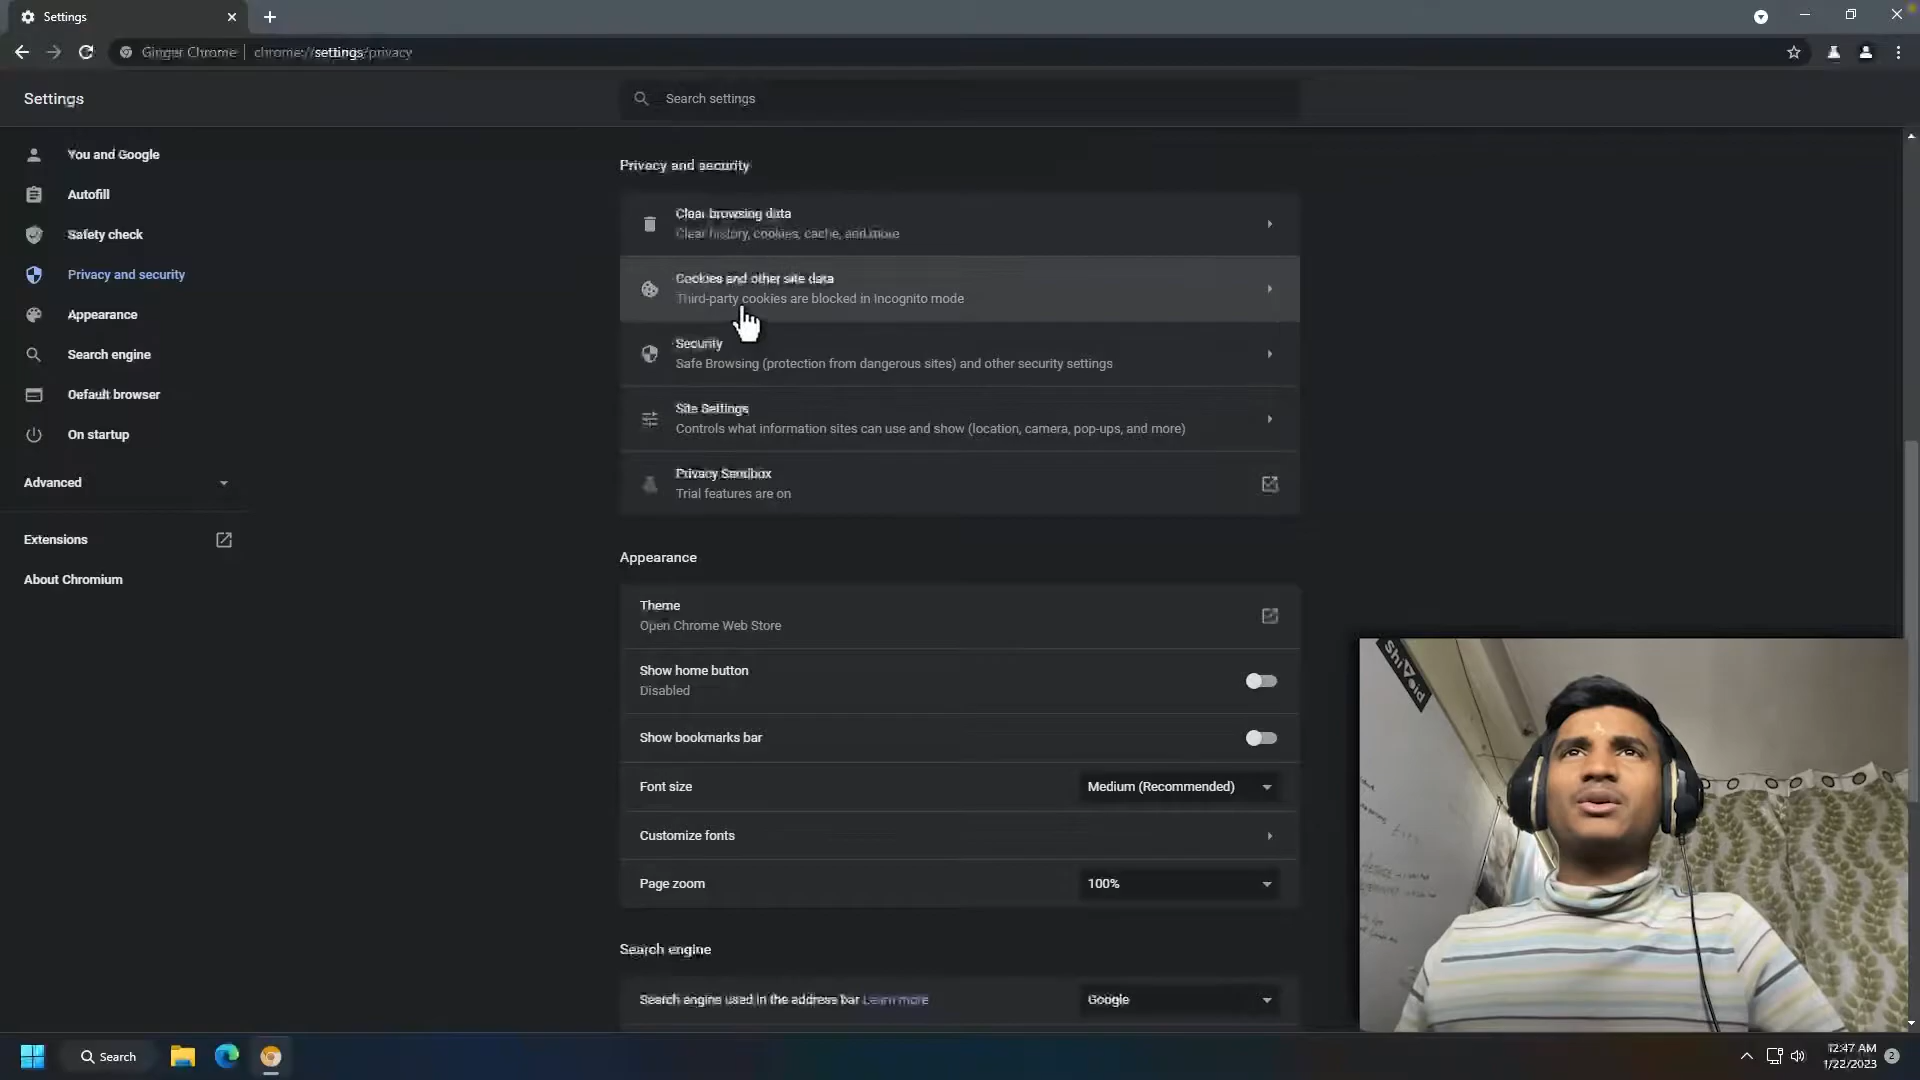 Settings
Ginger Chrome | chrome://settings/privacy
Settings
Search settings
You and Google
Autofill
Safety check
Privacy and security
Appearance
Search engine
Default browser
On startup
Advanced
Extensions
About Chromium
Privacy and security
Clear browsing data
Clear history, cookies, cache, and more
Cookies and other site data
Third-party cookies are blocked in Incognito mode
Security
Safe Browsing (protection from dangerous sites) and other security settings
Site Settings
Controls what information sites can use and show (location, camera, pop-ups, and more)
Privacy Sandbox
Trial features are on
Appearance
Theme
Open Chrome Web Store
Show home button
Disabled
Show bookmarks bar
Font size
Medium (Recommended)
Customize fonts
Page zoom
100%
Search engine
Search engine used in the address bar Learn more
Google
Search
12:47 AM
1/22/2023
2